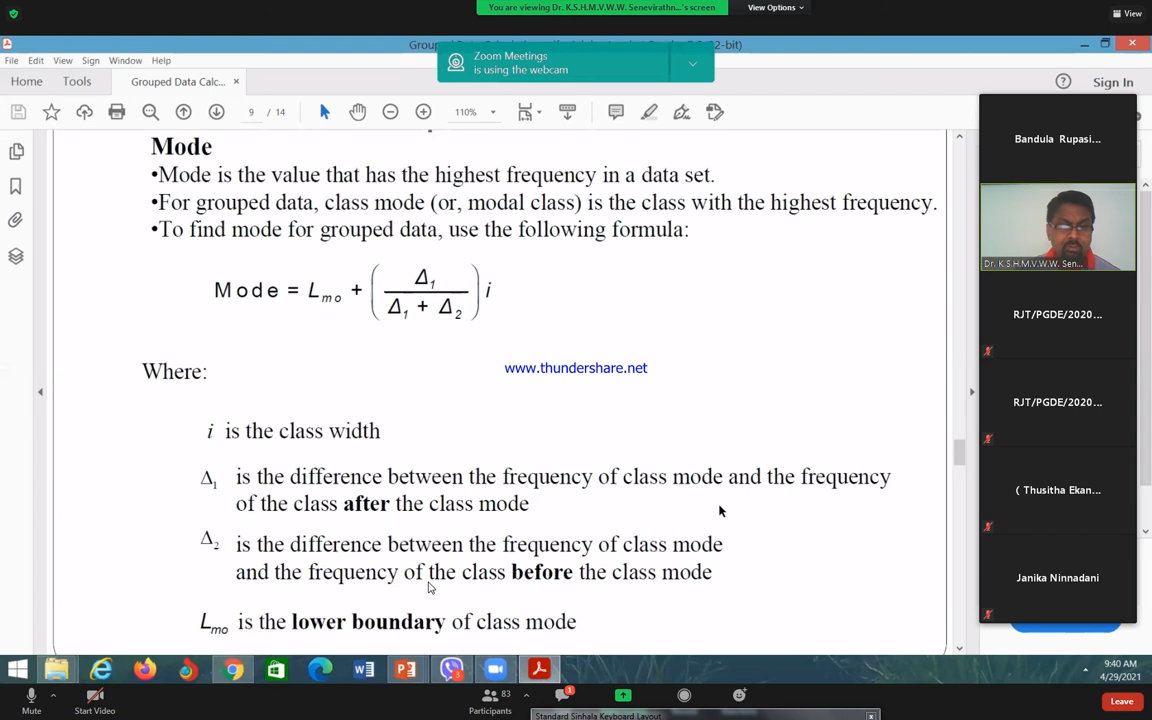 You are viewing Dr. K.S.H.M.V.W.W. Senevirathn...'s screen
View Options
View
Zoom Meetings
is using the webcam
File Edit View Sign Window Help
Home Tools Grouped Data Calc... ×
Sign In
9 / 14
110%
Mode
•Mode is the value that has the highest frequency in a data set.
•For grouped data, class mode (or, modal class) is the class with the highest frequency.
•To find mode for grouped data, use the following formula:
Mode = Lmo + ( Δ1 / Δ1 + Δ2 ) i
www.thundershare.net
Where:
i is the class width
Δ1 is the difference between the frequency of class mode and the frequency
of the class after the class mode
Δ2 is the difference between the frequency of class mode
and the frequency of the class before the class mode
Lmo is the lower boundary of class mode
Bandula Rupasi...
Dr. K.S.H.M.V.W.W. Sen...
RJT/PGDE/2020...
RJT/PGDE/2020...
( Thusitha Ekan...
Janika Ninnadani
9:40 AM
4/29/2021
Mute
Start Video
83
Participants
1
Leave
Standard Sinhala Keyboard Layout